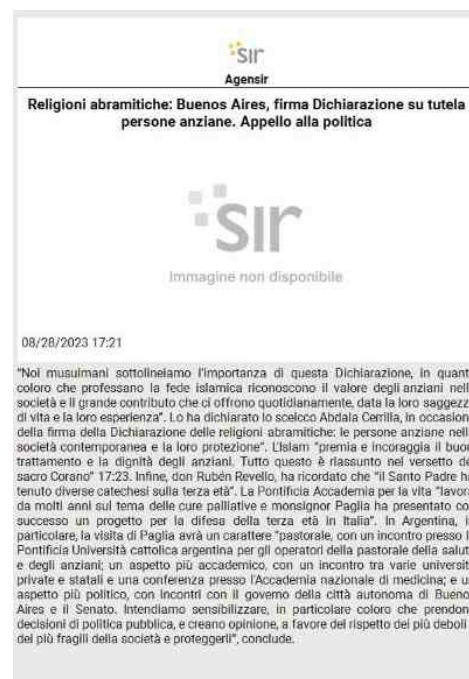 SIr
Agensir
Religioni abramitiche: Buenos Aires, firma Dichiarazione su tutela
persone anziane. Appello alla politica
SIr
Immagine non disponibile
08/28/2023 17:21
"Noi musulmani sottolineiamo l'importanza di questa Dichiarazione, in quant
coloro che professano la fede islamica riconoscono il valore degli anziani nell
società e il grande contributo che ci offrono quotidianamente, data la loro saggezz
di vita e la loro esperienza". Lo ha dichiarato lo sceicco Abdala Cerrilla, in occasion
della firma della Dichiarazione delle religioni abramitiche: le persone anziane nell
società contemporanea e la loro protezione". L'Islam "premia e incoraggia il buon
trattamento e la dignità degli anziani. Tutto questo è riassunto nel versetto de
sacro Corano" 17:23. Infine, don Rubén Revello, ha ricordato che "il Santo Padre h
tenuto diverse catechesi sulla terza età". La Pontificia Accademia per la vita "lavor
da molti anni sul tema delle cure palliative e monsignor Paglia ha presentato co
successo un progetto per la difesa della terza età in Italia". In Argentina, i
particolare, la visita di Paglia avrà un carattere "pastorale, con un incontro presso l
Pontificia Università cattolica argentina per gli operatori della pastorale della salut
e degli anziani; un aspetto più accademico, con un incontro tra varie universit
private e statali e una conferenza presso l'Accademia nazionale di medicina; e u
aspetto più politico, con incontri con il governo della città autonoma di Bueno
Aires e il Senato. Intendiamo sensibilizzare, in particolare coloro che prendon
decisioni di politica pubblica, e creano opinione, a favore del rispetto dei più deboli
dei più fragili della società e proteggerli", conclude.